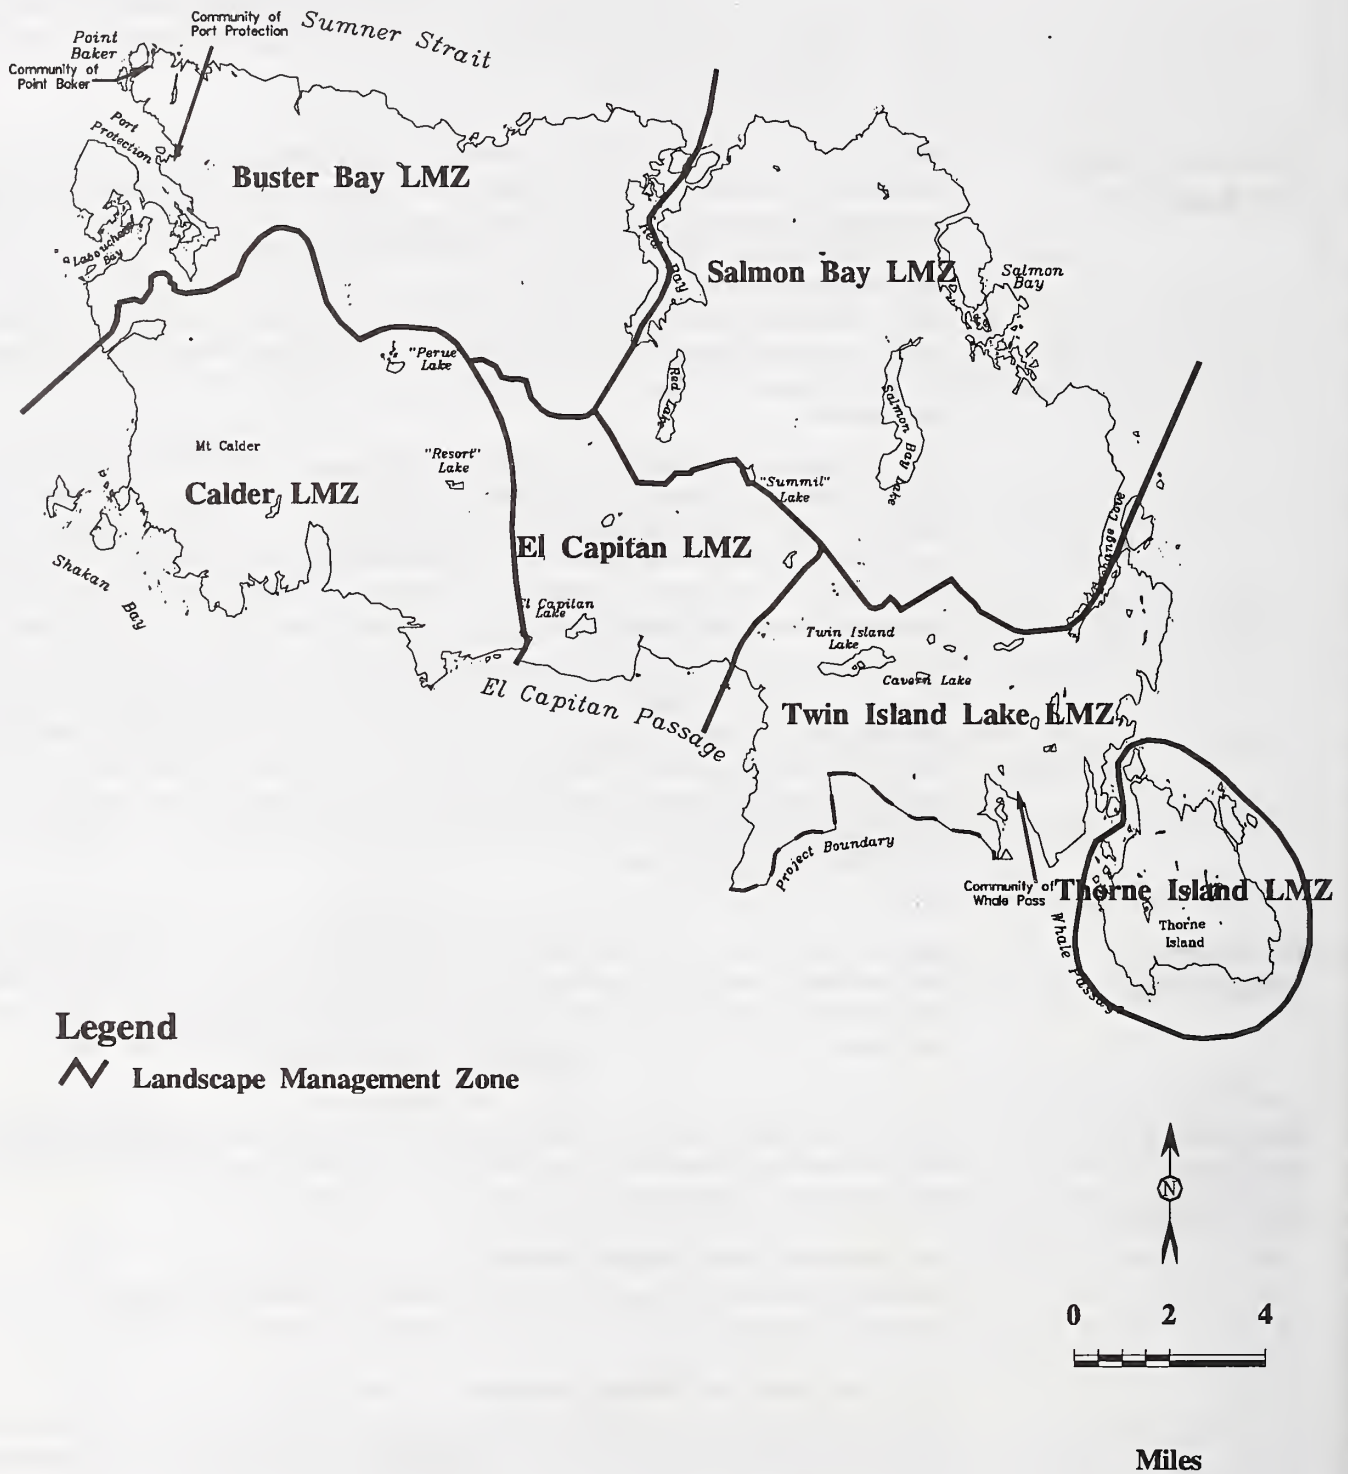 Community of
Port Protection
Sumner Strait
Point
Baker
Community of
Point Baker
Port
Protection
Buster Bay LMZ
Labouchere
Bay
Red Bay
Salmon Bay LMZ
Salmon
Bay
"Perue"
Lake
Red Lake
Salmon Bay Lake
Mt Calder
"Resort"
Lake
Calder LMZ
"Summit"
Lake
El Capitan LMZ
Shakan Bay
El Capitan
Lake
Twin Island
Lake
Cavern Lake
El Capitan Passage
Twin Island Lake LMZ
Project Boundary
Community of
Whale Pass
Thorne Island LMZ
Thorne
Island
Whale Passage
Legend
Landscape Management Zone
N
0 2 4
Miles